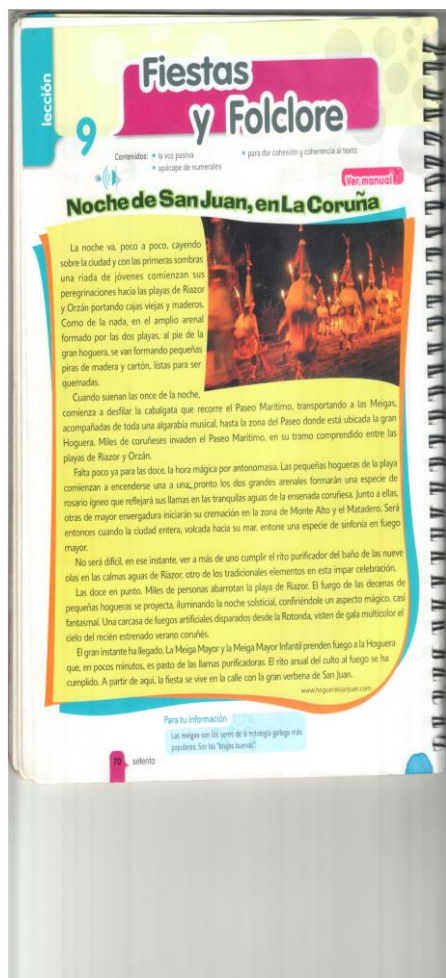 lección
9
Fiestas
y Folclore
Contenidos: • la voz pasiva
• apócope de numerales
• para dar cohesión y coherencia al texto
Ver manual
Noche de San Juan, en La Coruña
La noche va, poco a poco, cayendo
sobre la ciudad y con las primeras sombras
una riada de jóvenes comienzan sus
peregrinaciones hacia las playas de Riazor
y Orzán portando cajas viejas y maderos.
Como de la nada, en el amplio arenal
formado por las dos playas, al pie de la
gran hoguera, se van formando pequeñas
piras de madera y cartón, listas para ser
quemadas.
Cuando suenan las once de la noche,
comienza a desfilar la cabalgata que recorre el Paseo Marítimo, transportando a las Meigas,
acompañadas de toda una algarabía musical, hasta la zona del Paseo donde está ubicada la gran
Hoguera. Miles de coruñeses invaden el Paseo Marítimo, en su tramo comprendido entre las
playas de Riazor y Orzán.
Falta poco ya para las doce, la hora mágica por antonomasia. Las pequeñas hogueras de la playa
comienzan a encenderse una a una; pronto los dos grandes arenales formarán una especie de
rosario ígneo que reflejará sus llamas en las tranquilas aguas de la ensenada coruñesa. Junto a ellas,
otras de mayor envergadura iniciarán su cremación en la zona de Monte Alto y el Matadero. Será
entonces cuando la ciudad entera, volcada hacia su mar, entone una especie de sinfonía en fuego
mayor.
No será difícil, en ese instante, ver a más de uno cumplir el rito purificador del baño de las nueve
olas en las calmas aguas de Riazor, otro de los tradicionales elementos en esta impar celebración.
Las doce en punto. Miles de personas abarrotan la playa de Riazor. El fuego de las decenas de
pequeñas hogueras se proyecta, iluminando la noche solsticial, confiriéndole un aspecto mágico, casi
fantasmal. Una carcasa de fuegos artificiales disparados desde la Rotonda, visten de gala multicolor el
cielo del recién estrenado verano coruñés.
El gran instante ha llegado. La Meiga Mayor y la Meiga Mayor Infantil prenden fuego a la Hoguera
que, en pocos minutos, es pasto de las llamas purificadoras. El rito anual del culto al fuego se ha
cumplido. A partir de aquí, la fiesta se vive en la calle con la gran verbena de San Juan.
www.hoguerassanjuan.com
Para tu información
Las meigas son los seres de la mitología gallega más
populares. Son las "brujas buenas".
70 setenta